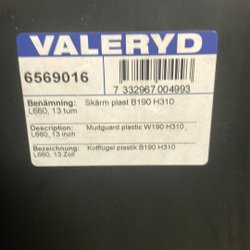 VALERYD
6569016
7 332967 004993
Benämning: Skärm plast B190 H310
L660, 13 tum
Description: Mudguard plastic W190 H310
L660, 13 inch
Bezeichnung: Kotflügel plastik B190 H310
L660, 13 Zoll